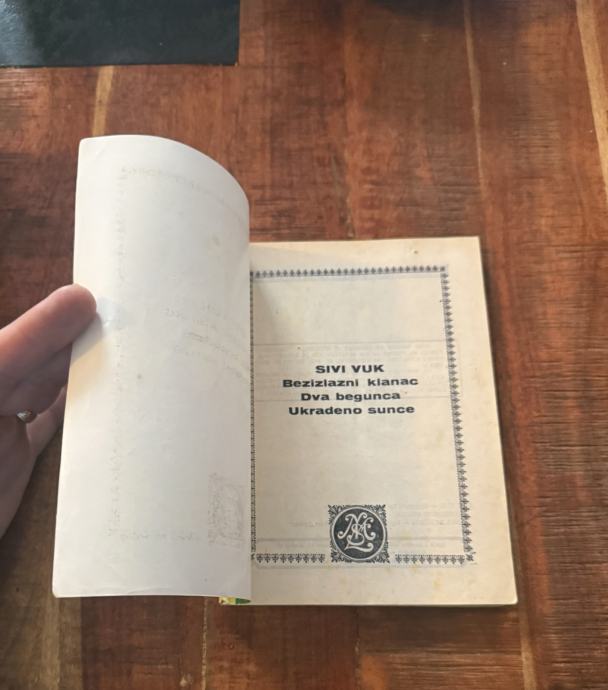 SIVI VUK
Bezizlazni klanac
Dva begunca
Ukradeno sunce